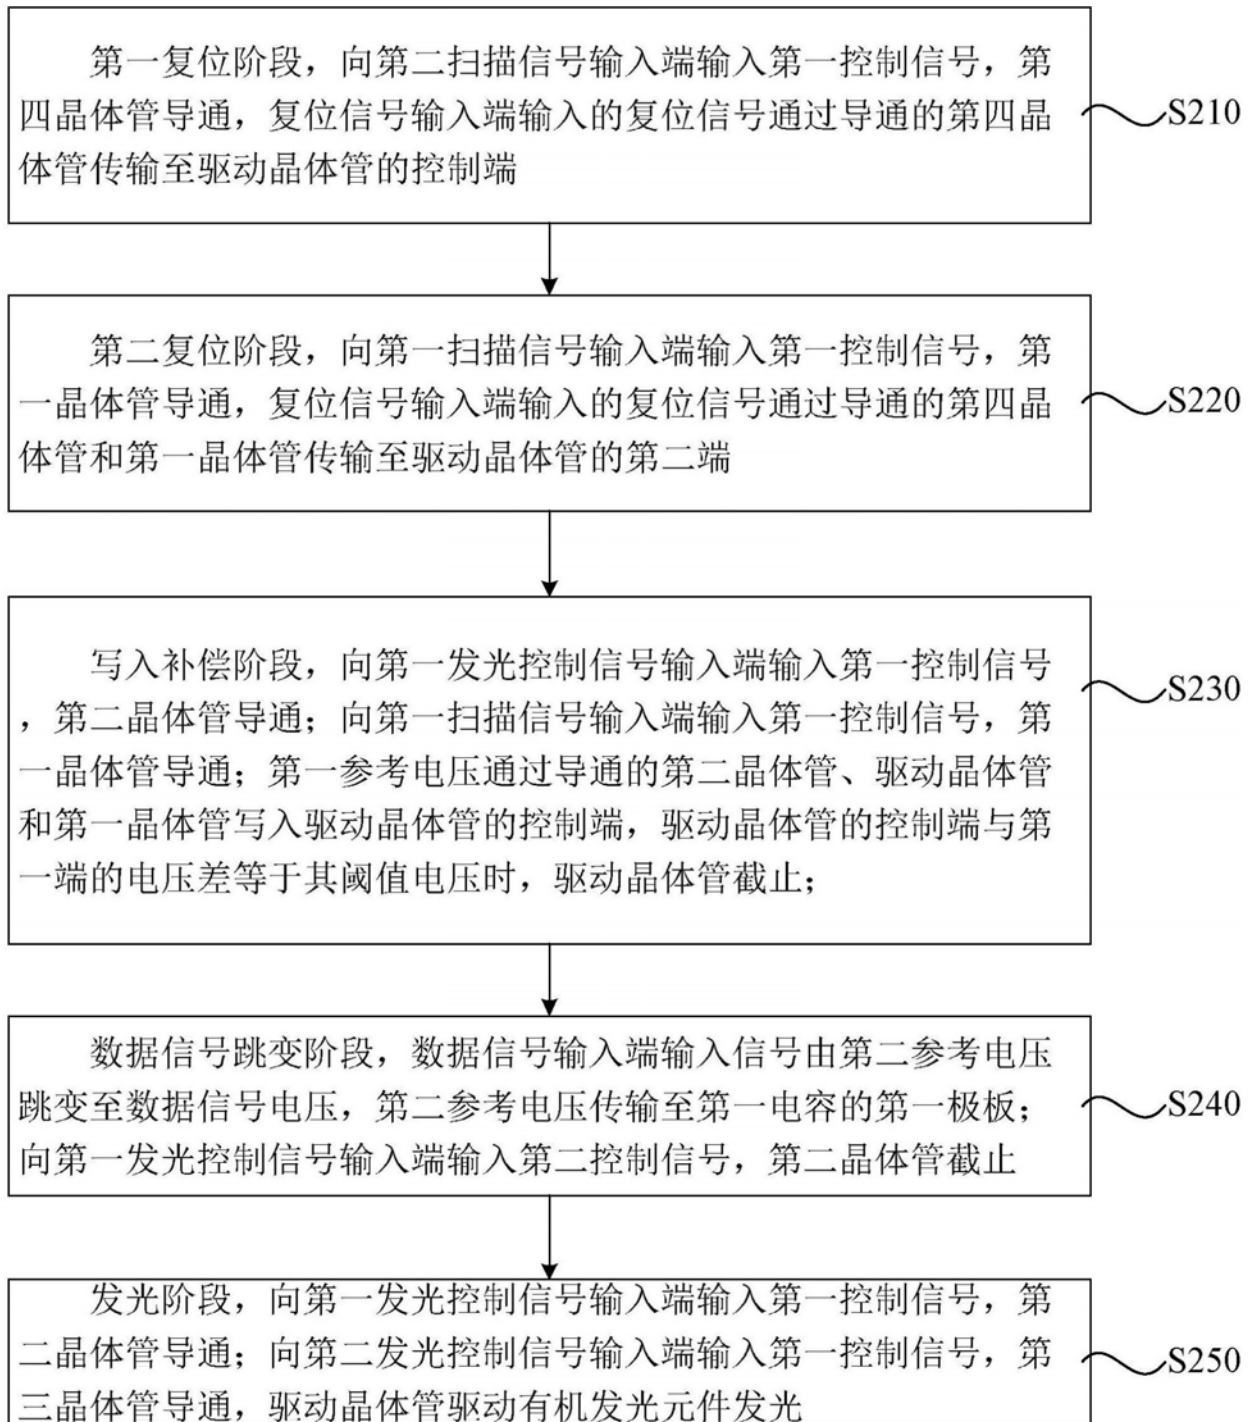 第一复位阶段，向第二扫描信号输入端输入第一控制信号，第
四晶体管导通，复位信号输入端输入的复位信号通过导通的第四晶
体管传输至驱动晶体管的控制端
S210
第二复位阶段，向第一扫描信号输入端输入第一控制信号，第
一晶体管导通，复位信号输入端输入的复位信号通过导通的第四晶
体管和第一晶体管传输至驱动晶体管的第二端
S220
写入补偿阶段，向第一发光控制信号输入端输入第一控制信号
，第二晶体管导通；向第一扫描信号输入端输入第一控制信号，第
一晶体管导通；第一参考电压通过导通的第二晶体管、驱动晶体管
和第一晶体管写入驱动晶体管的控制端，驱动晶体管的控制端与第
一端的电压差等于其阈值电压时，驱动晶体管截止；
S230
数据信号跳变阶段，数据信号输入端输入信号由第二参考电压
跳变至数据信号电压，第二参考电压传输至第一电容的第一极板；
向第一发光控制信号输入端输入第二控制信号，第二晶体管截止
S240
发光阶段，向第一发光控制信号输入端输入第一控制信号，第
二晶体管导通；向第二发光控制信号输入端输入第一控制信号，第
三晶体管导通，驱动晶体管驱动有机发光元件发光
S250